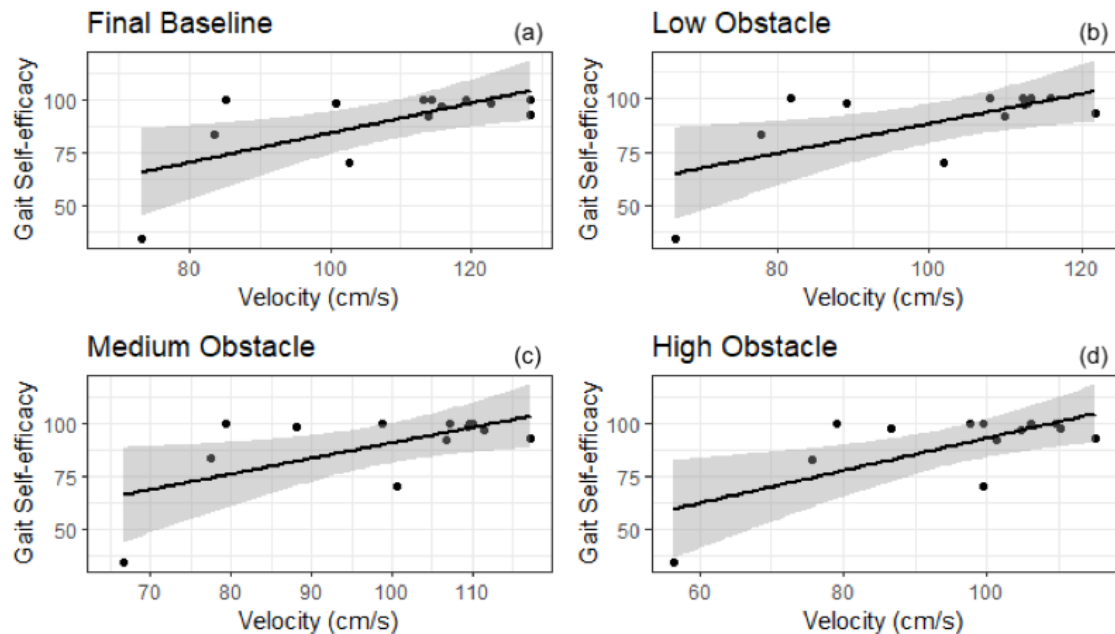 Final Baseline (a)
Gait Self-efficacy
100
75
50
80 100 120
Velocity (cm/s)
Low Obstacle (b)
Gait Self-efficacy
100
75
50
80 100 120
Velocity (cm/s)
Medium Obstacle (c)
Gait Self-efficacy
100
75
50
70 80 90 100 110
Velocity (cm/s)
High Obstacle (d)
Gait Self-efficacy
100
75
50
60 80 100
Velocity (cm/s)